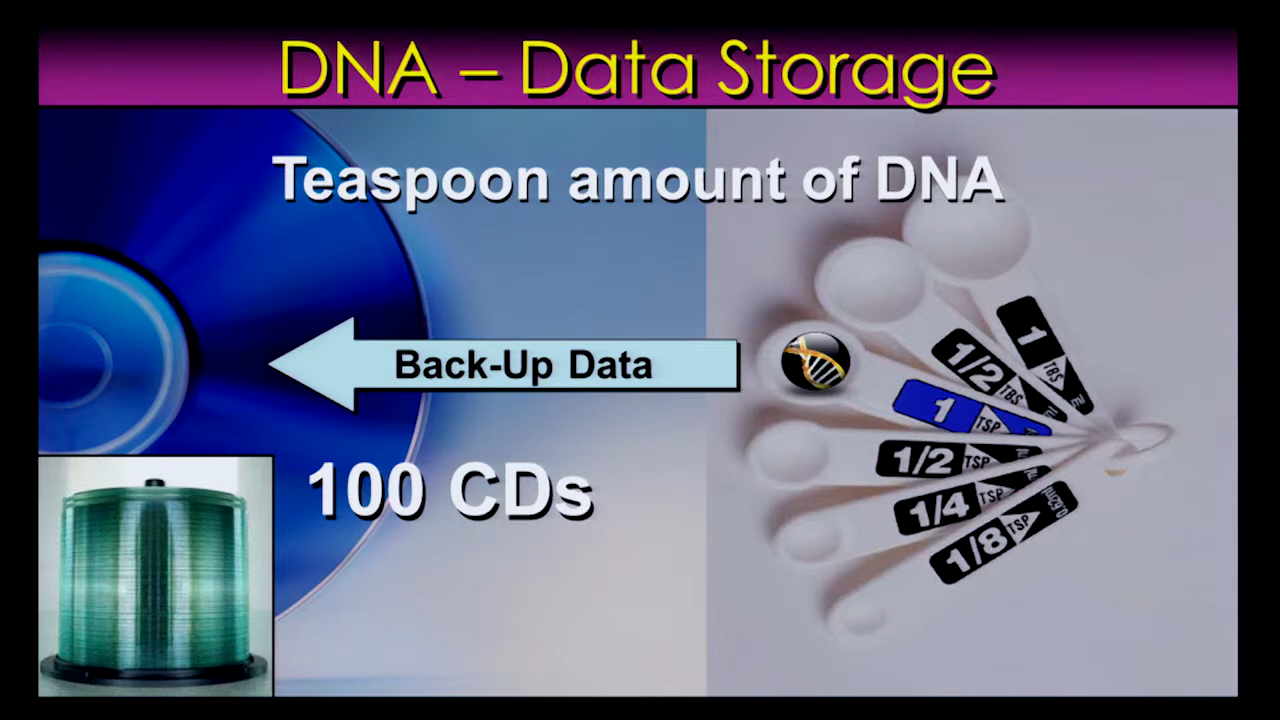 DNA – Data Storage
Teaspoon amount of DNA
Back-Up Data
100 CDs
1 TBS
1/2 TBS
1 TSP
1/2 TSP
1/4 TSP
1/8 TSP